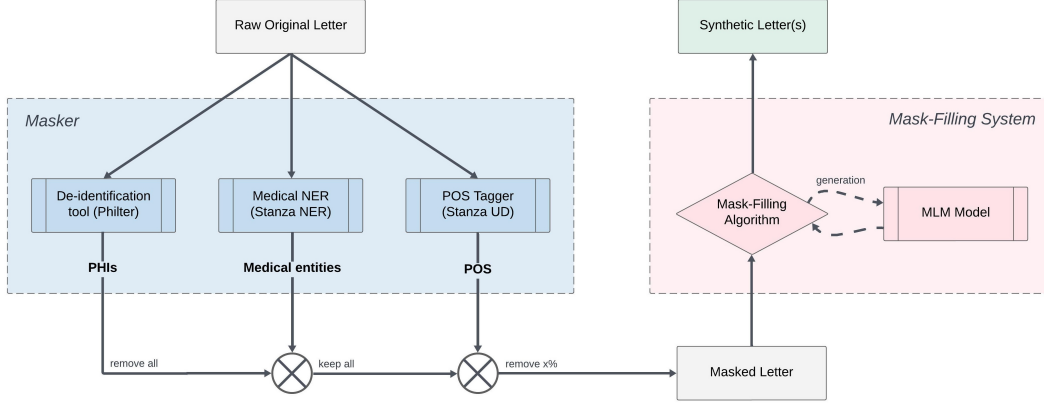 Raw Original Letter
Synthetic Letter(s)
Masker
Mask-Filling System
De-identification
tool (Philter)
Medical NER
(Stanza NER)
POS Tagger
(Stanza UD)
Mask-Filling
Algorithm
generation
MLM Model
PHIs
Medical entities
POS
remove all
keep all
remove x%
Masked Letter